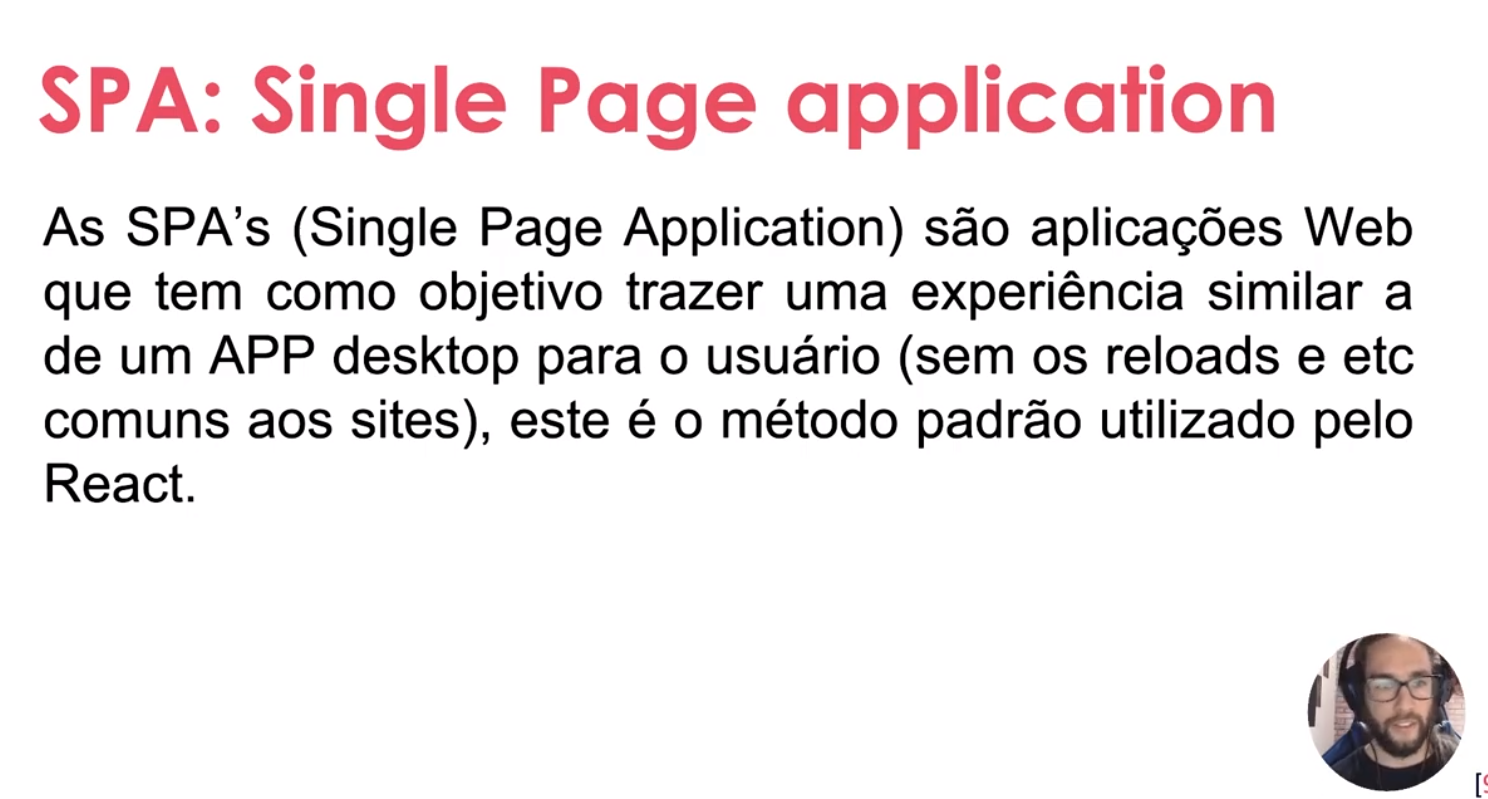 SPA: Single Page application
As SPA’s (Single Page Application) são aplicações Web
que tem como objetivo trazer uma experiência similar a
de um APP desktop para o usuário (sem os reloads e etc
comuns aos sites), este é o método padrão utilizado pelo
React.